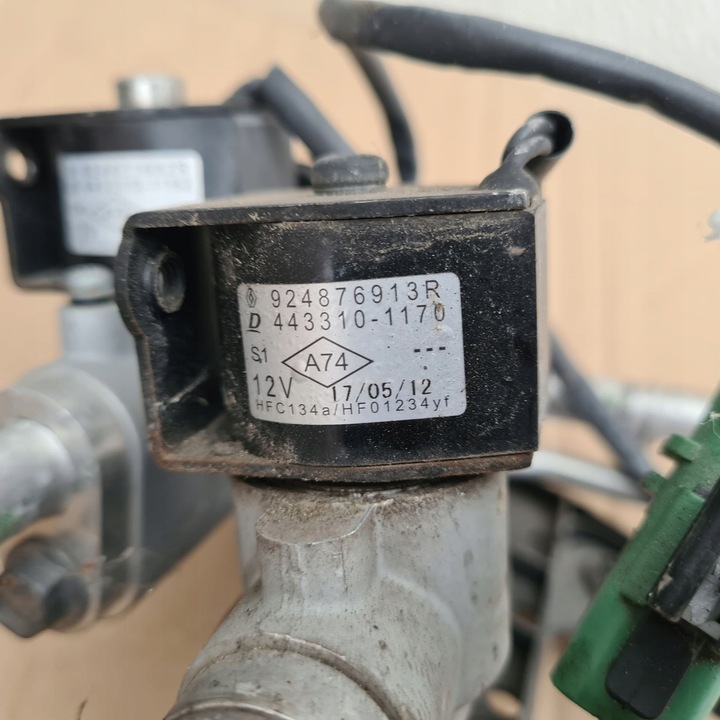 924876913R
D 443310-1170
S1 A74 ---
12V 17/05/12
HFC134a/HF01234yf